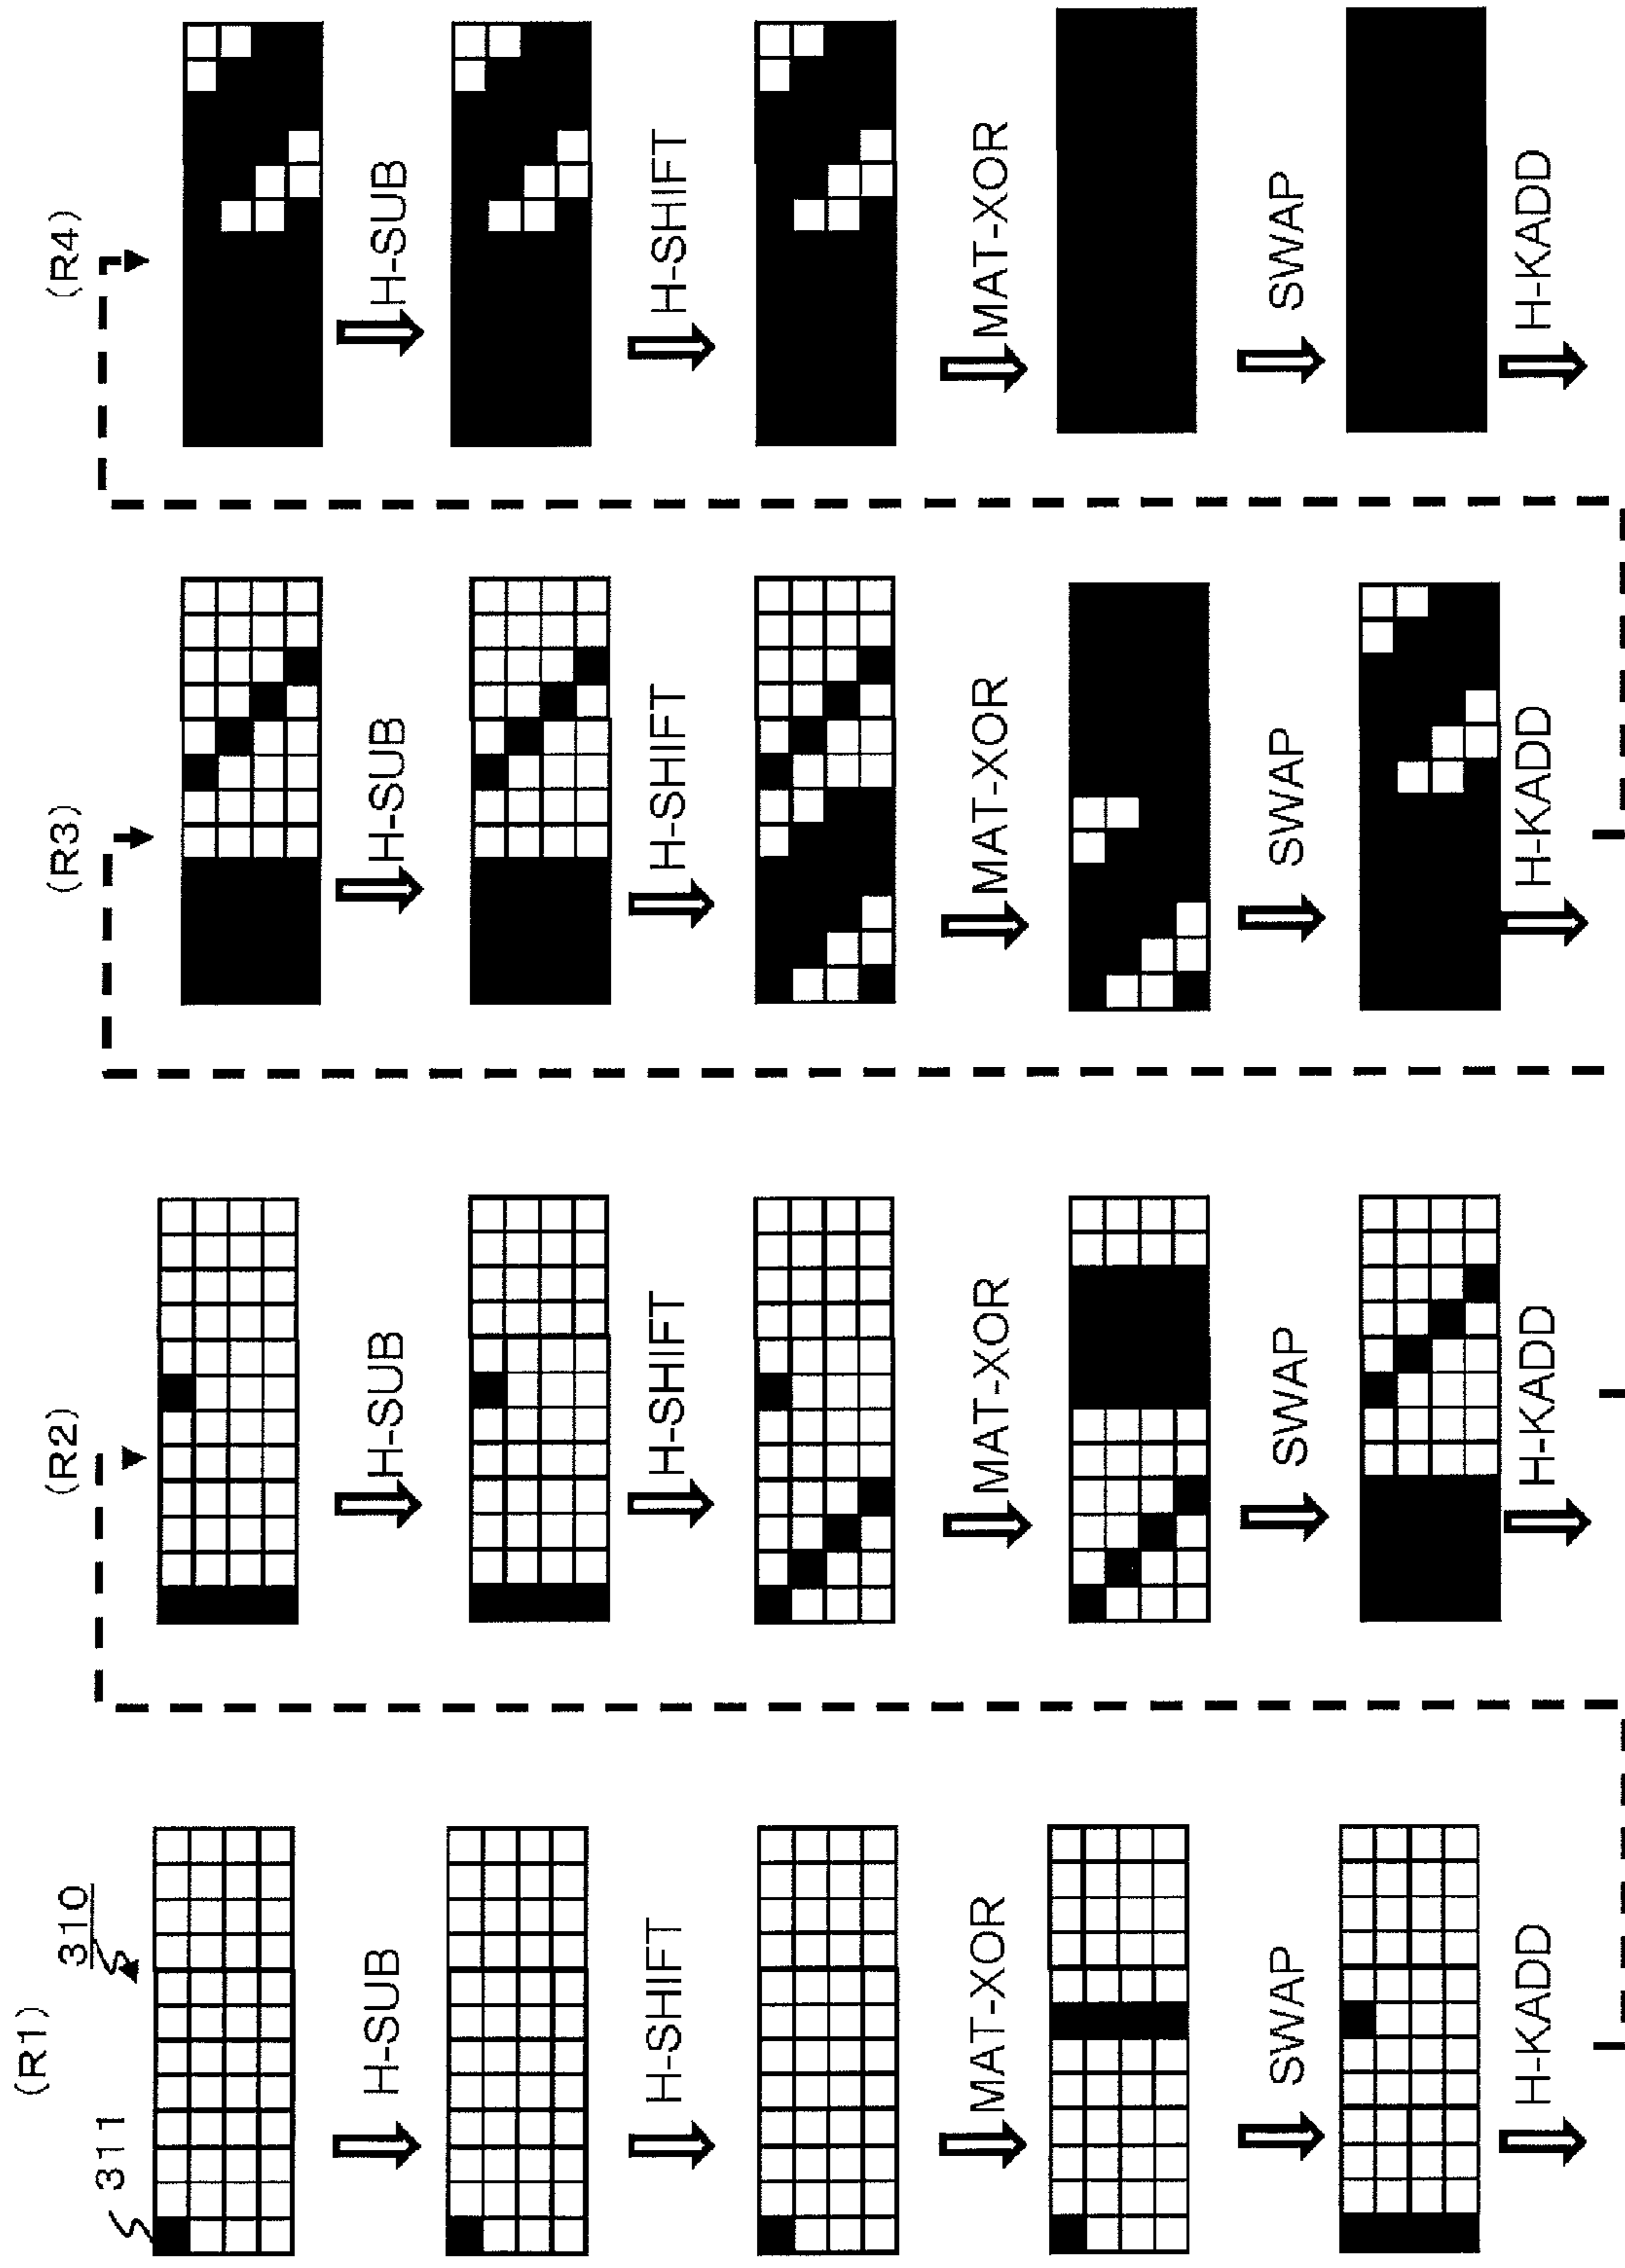 (R1)
311
310
H-SUB
H-SHIFT
MAT-XOR
SWAP
H-KADD
(R2)
H-SUB
H-SHIFT
MAT-XOR
SWAP
H-KADD
(R3)
H-SUB
H-SHIFT
MAT-XOR
SWAP
H-KADD
(R4)
H-SUB
H-SHIFT
MAT-XOR
SWAP
H-KADD